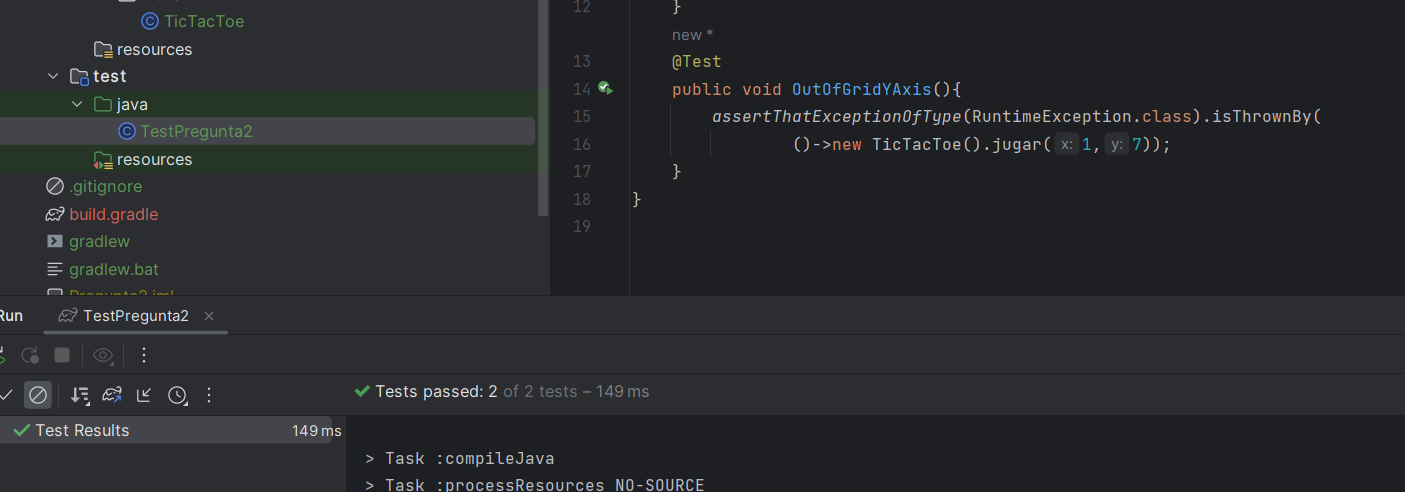 TicTacToe
resources
test
java
TestPregunta2
resources
.gitignore
build.gradle
gradlew
gradlew.bat
Pregunta2.iml
12 }
new *
13 @Test
14 public void OutOfGridYAxis(){
15 assertThatExceptionOfType(RuntimeException.class).isThrownBy(
16 ()->new TicTacToe().jugar( x: 1, y: 7));
17 }
18 }
19
Run TestPregunta2
Tests passed: 2 of 2 tests – 149 ms
Test Results 149 ms
> Task :compileJava
> Task :processResources NO-SOURCE